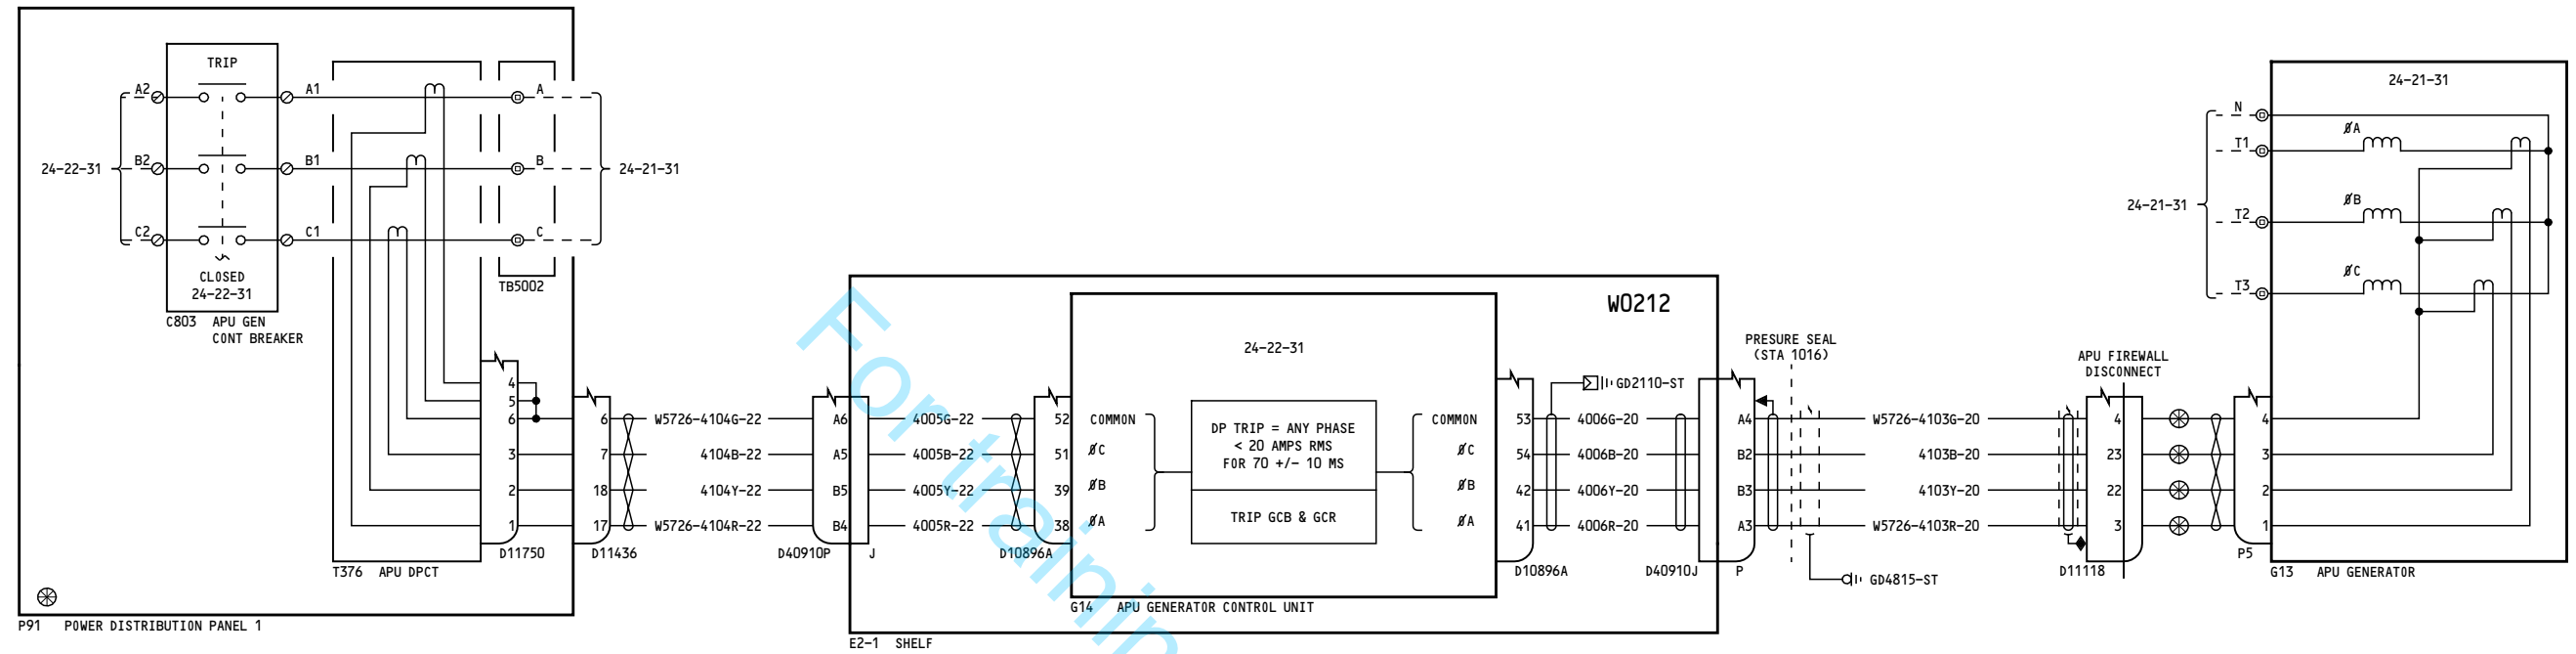 TRIP
A2
A1
A
B2
B1
B
24-22-31
24-21-31
C2
C1
C
CLOSED
24-22-31
TB5002
C803 APU GEN
CONT BREAKER
4
5
6
3
2
1
D11750
T376 APU DPCT
6
7
18
17
D11436
P91 POWER DISTRIBUTION PANEL 1
W5726-4104G-22
4104B-22
4104Y-22
W5726-4104R-22
A6
A5
B5
B4
D40910P
J
4005G-22
4005B-22
4005Y-22
4005R-22
52
51
39
38
D10896A
24-22-31
COMMON
ØC
ØB
ØA
DP TRIP = ANY PHASE
< 20 AMPS RMS
FOR 70 +/- 10 MS
TRIP GCB & GCR
COMMON
ØC
ØB
ØA
G14 APU GENERATOR CONTROL UNIT
E2-1 SHELF
WO212
GD2110-ST
53
54
42
41
D10896A
4006G-20
4006B-20
4006Y-20
4006R-20
A4
B2
B3
A3
D40910J
P
PRESURE SEAL
(STA 1016)
GD4815-ST
W5726-4103G-20
4103B-20
4103Y-20
W5726-4103R-20
APU FIREWALL
DISCONNECT
4
23
22
3
D11118
4
3
2
1
P5
24-21-31
N
T1
T2
T3
24-21-31
ØA
ØB
ØC
G13 APU GENERATOR
For trainin